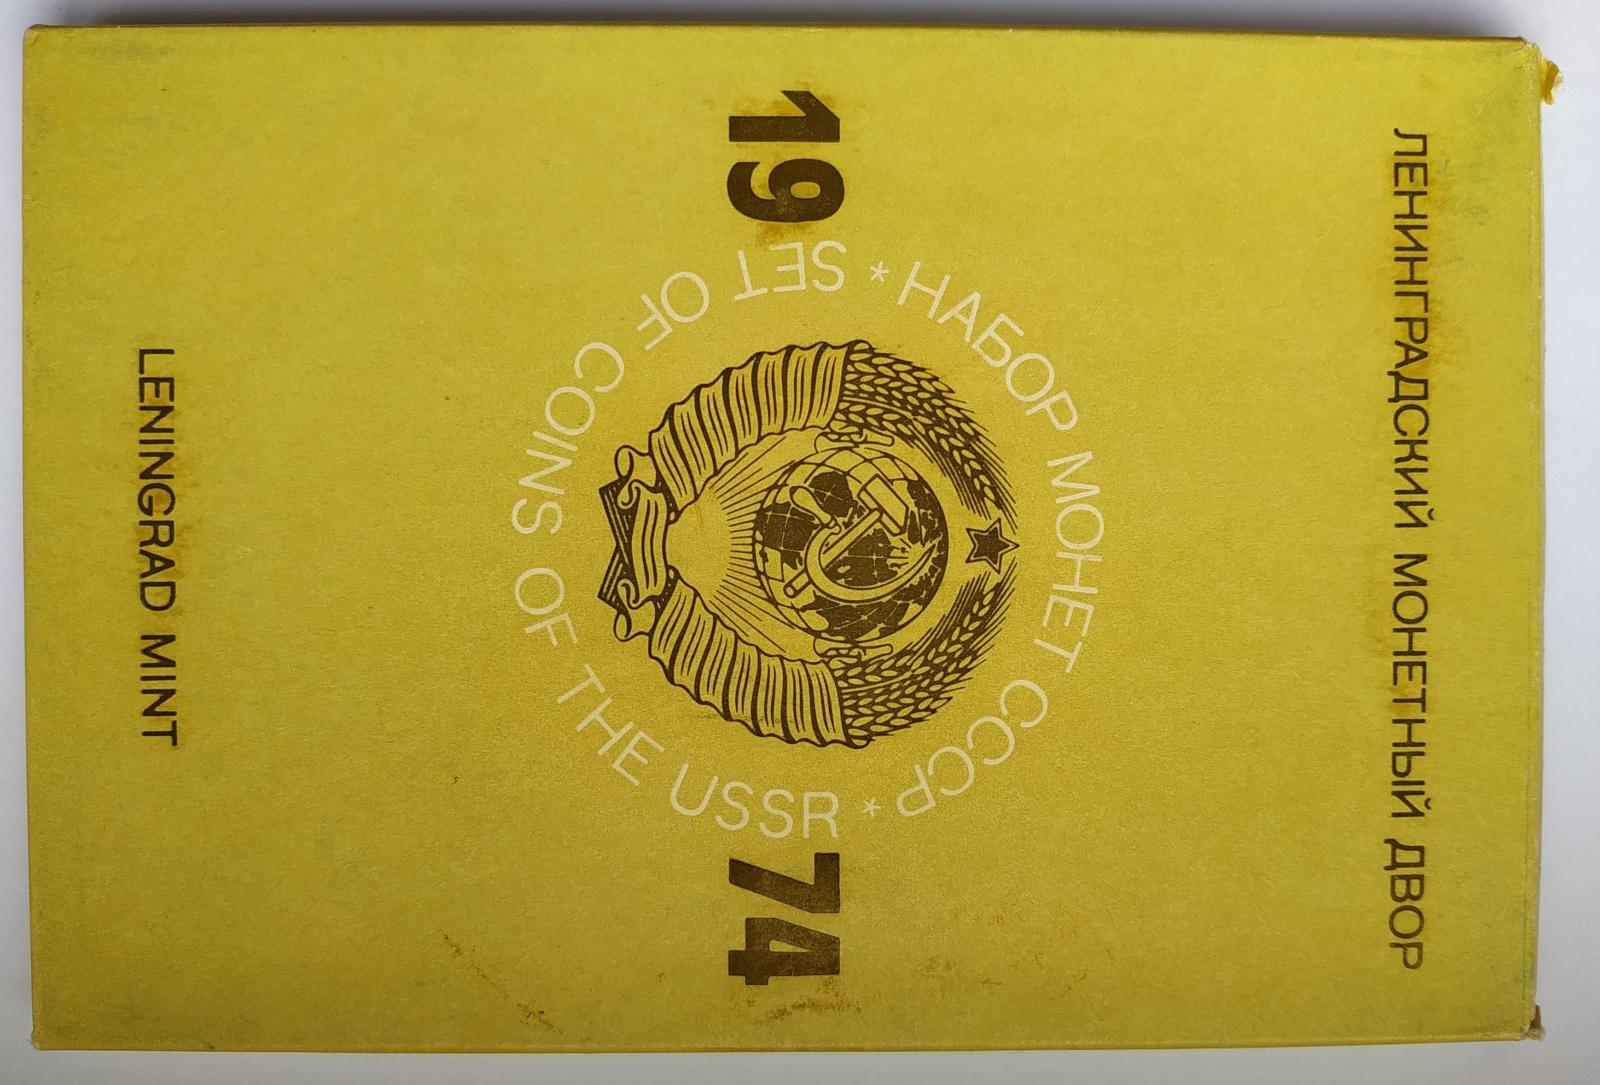 ЛЕНИНГРАДСКИЙ МОНЕТНЫЙ ДВОР
* НАБОР МОНЕТ СССР *
19 74
SET OF COINS OF THE USSR
LENINGRAD MINT